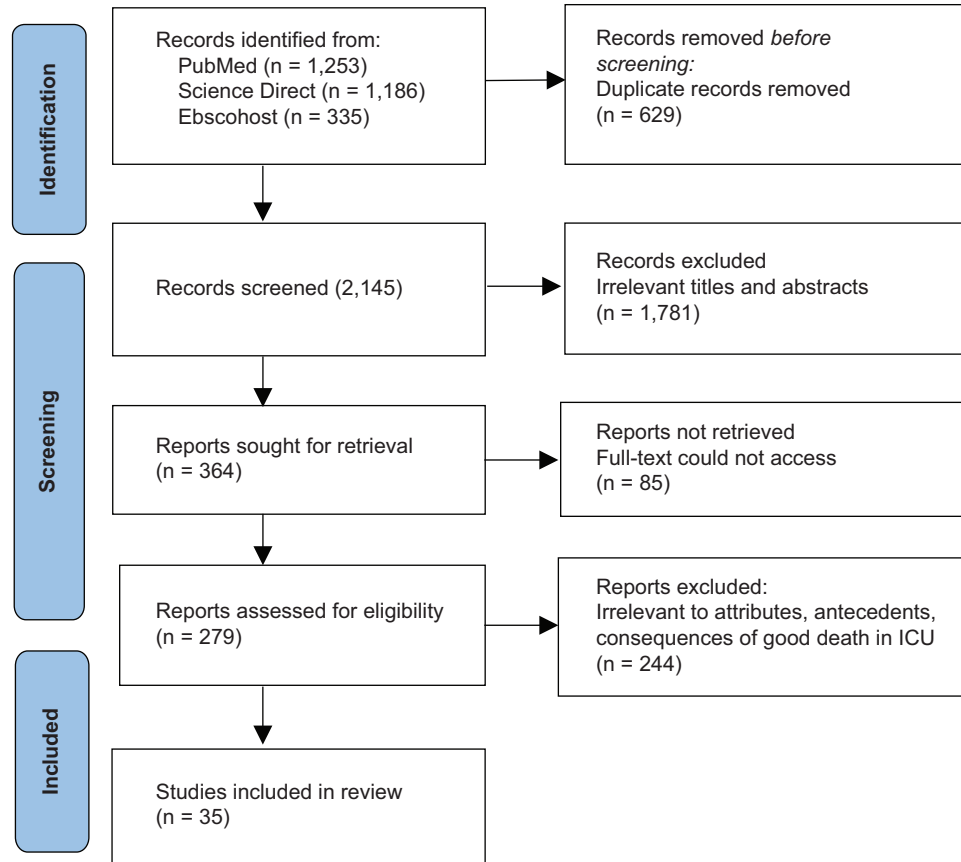 Identification
Records identified from:
PubMed (n = 1,253)
Science Direct (n = 1,186)
Ebscohost (n = 335)
Records removed before
screening:
Duplicate records removed
(n = 629)
Screening
Records screened (2,145)
Records excluded
Irrelevant titles and abstracts
(n = 1,781)
Reports sought for retrieval
(n = 364)
Reports not retrieved
Full-text could not access
(n = 85)
Reports assessed for eligibility
(n = 279)
Reports excluded:
Irrelevant to attributes, antecedents,
consequences of good death in ICU
(n = 244)
Included
Studies included in review
(n = 35)